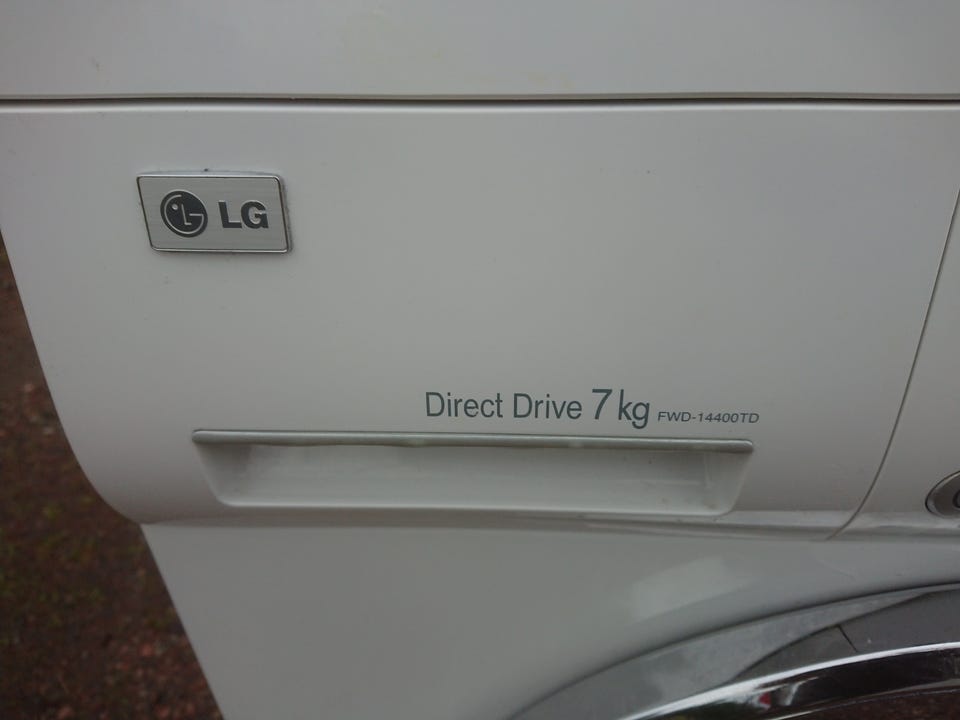 LG
Direct Drive 7 kg FWD-14400TD